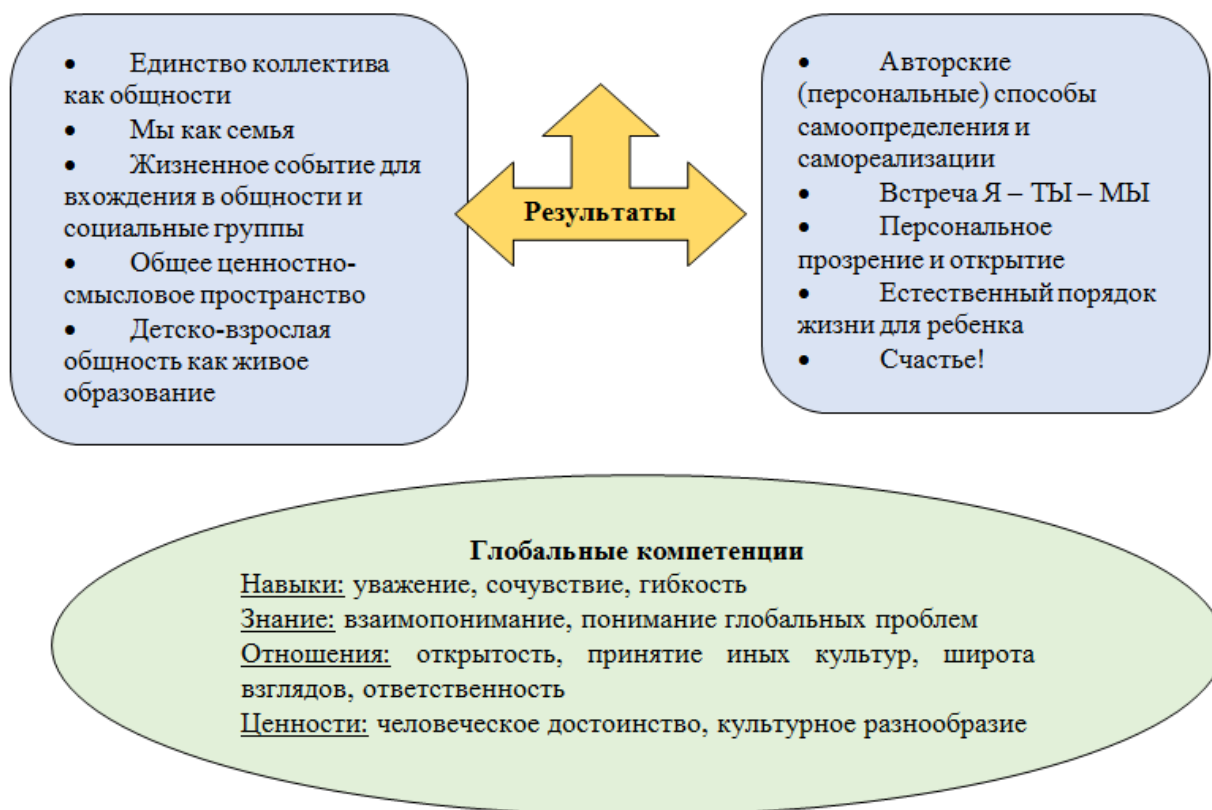 • Единство коллектива
как общности
• Мы как семья
• Жизненное событие для
вхождения в общности и
социальные группы
• Общее ценностно-
смысловое пространство
• Детско-взрослая
общность как живое
образование
Результаты
• Авторские
(персональные) способы
самоопределения и
самореализации
• Встреча Я – ТЫ – МЫ
• Персональное
прозрение и открытие
• Естественный порядок
жизни для ребенка
• Счастье!
Глобальные компетенции
Навыки: уважение, сочувствие, гибкость
Знание: взаимопонимание, понимание глобальных проблем
Отношения: открытость, принятие иных культур, широта
взглядов, ответственность
Ценности: человеческое достоинство, культурное разнообразие